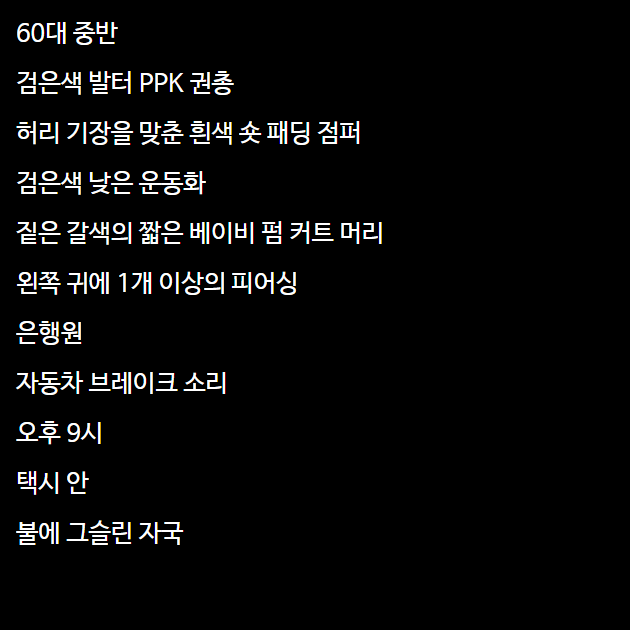 60대 중반
검은색 발터 PPK 권총
허리 기장을 맞춘 흰색 숏 패딩 점퍼
검은색 낮은 운동화
짙은 갈색의 짧은 베이비 펌 커트 머리
왼쪽 귀에 1개 이상의 피어싱
은행원
자동차 브레이크 소리
오후 9시
택시 안
불에 그슬린 자국